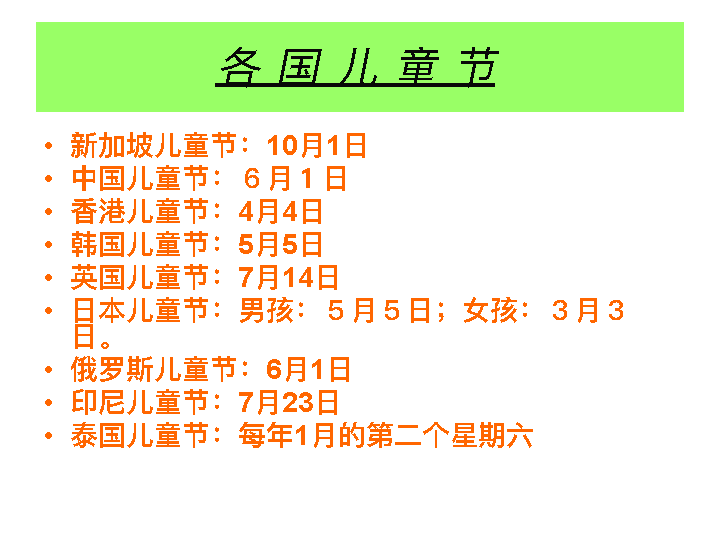 各 国 儿 童 节
• 新加坡儿童节：10月1日
• 中国儿童节：６月１日
• 香港儿童节：4月4日
• 韩国儿童节：5月5日
• 英国儿童节：7月14日
• 日本儿童节：男孩：５月５日；女孩：３月３
日。
• 俄罗斯儿童节：6月1日
• 印尼儿童节：7月23日
• 泰国儿童节：每年1月的第二个星期六